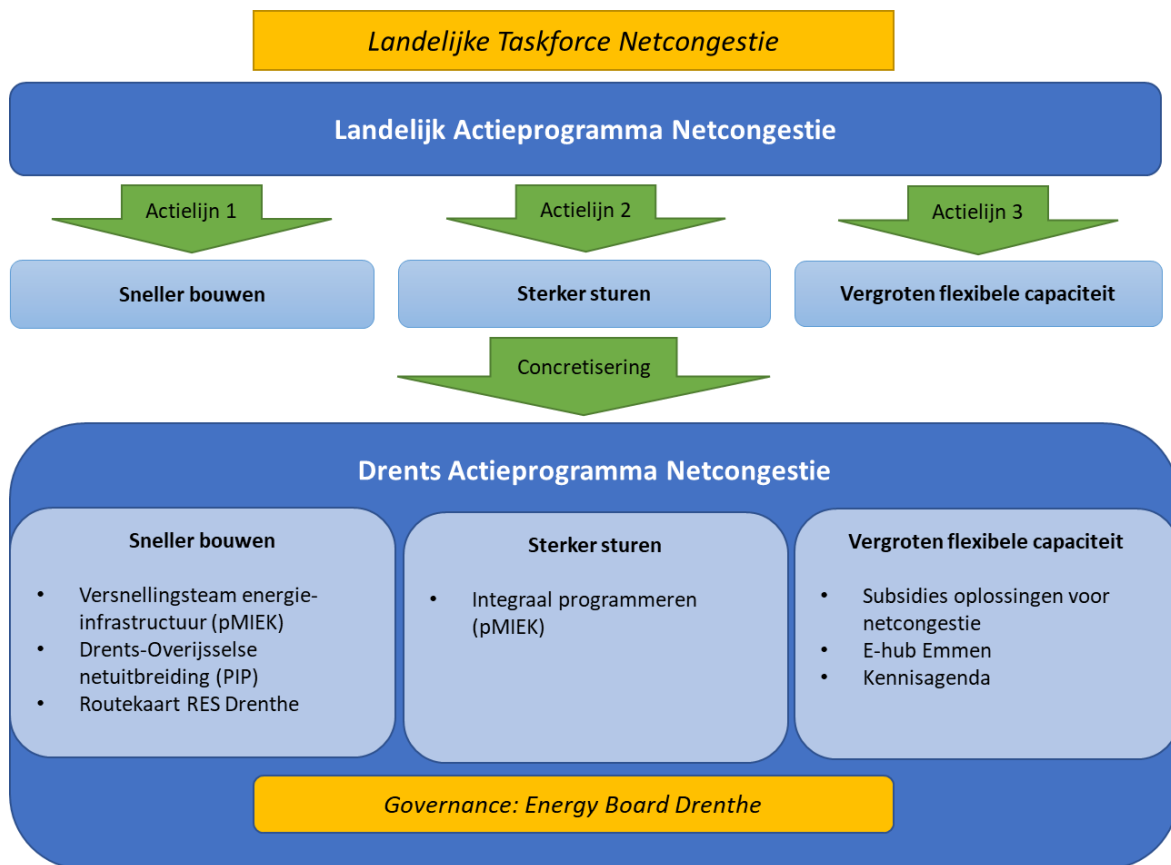 Landelijke Taskforce Netcongestie
Landelijk Actieprogramma Netcongestie
Actielijn 1
Actielijn 2
Actielijn 3
Sneller bouwen
Sterker sturen
Vergroten flexibele capaciteit
Concretisering
Drents Actieprogramma Netcongestie
Sneller bouwen
• Versnellingsteam energie-
infrastructuur (pMIEK)
• Drents-Overijsselse
netuitbreiding (PIP)
• Routekaart RES Drenthe
Sterker sturen
• Integraal programmeren
(pMIEK)
Vergroten flexibele capaciteit
• Subsidies oplossingen voor
netcongestie
• E-hub Emmen
• Kennisagenda
Governance: Energy Board Drenthe